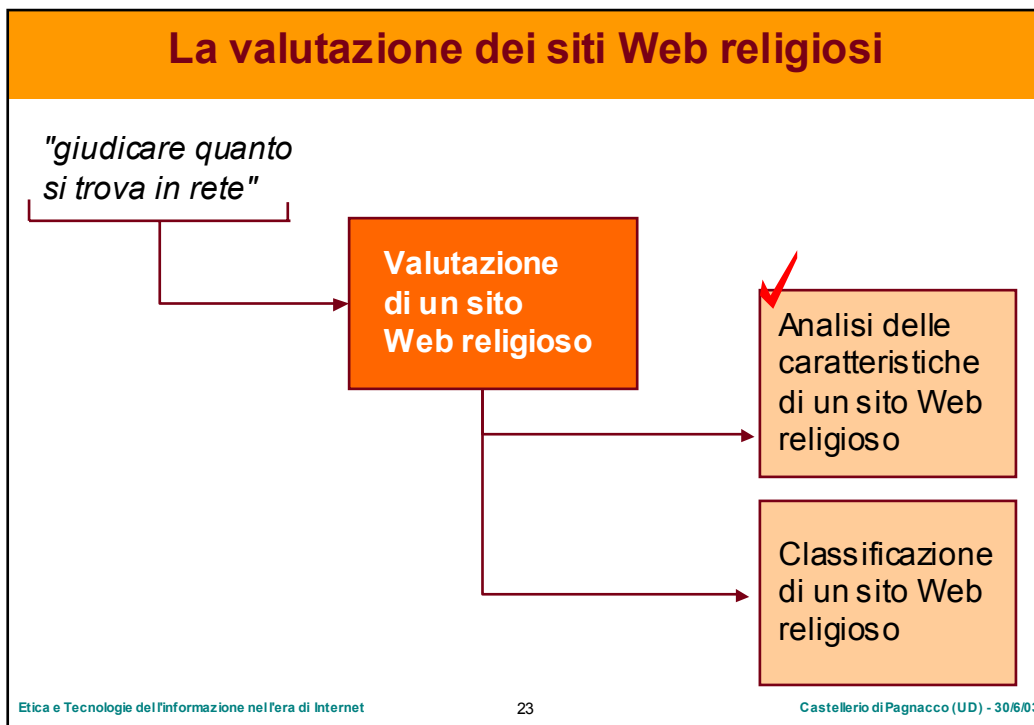 La valutazione dei siti Web religiosi
"giudicare quanto
si trova in rete"
Valutazione
di un sito
Web religioso
Analisi delle
caratteristiche
di un sito Web
religioso
Classificazione
di un sito Web
religioso
Etica e Tecnologie dell'informazione nell'era di Internet
23
Castellerio di Pagnacco (UD) - 30/6/03